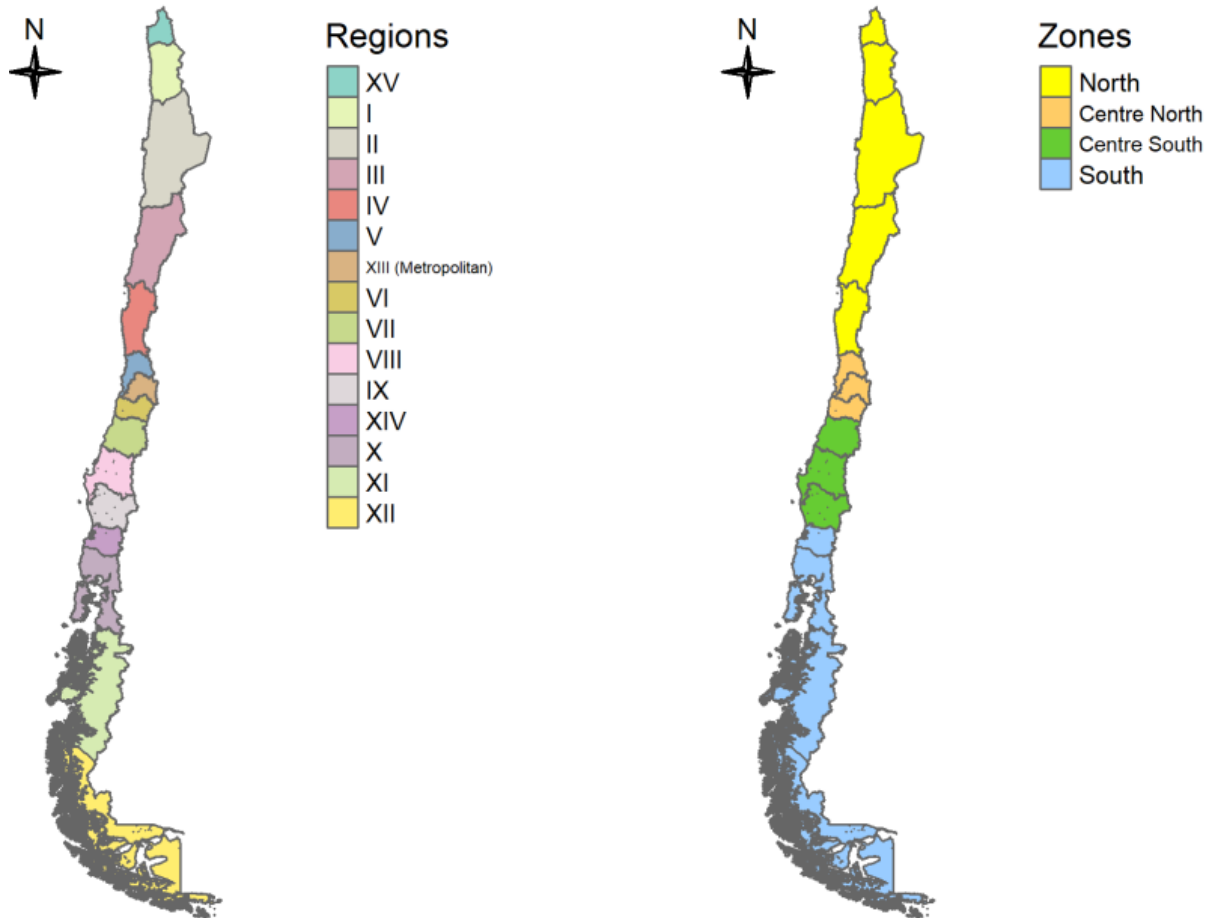 N
Regions
XV
I
II
III
IV
V
XIII (Metropolitan)
VI
VII
VIII
IX
XIV
X
XI
XII
N
Zones
North
Centre North
Centre South
South